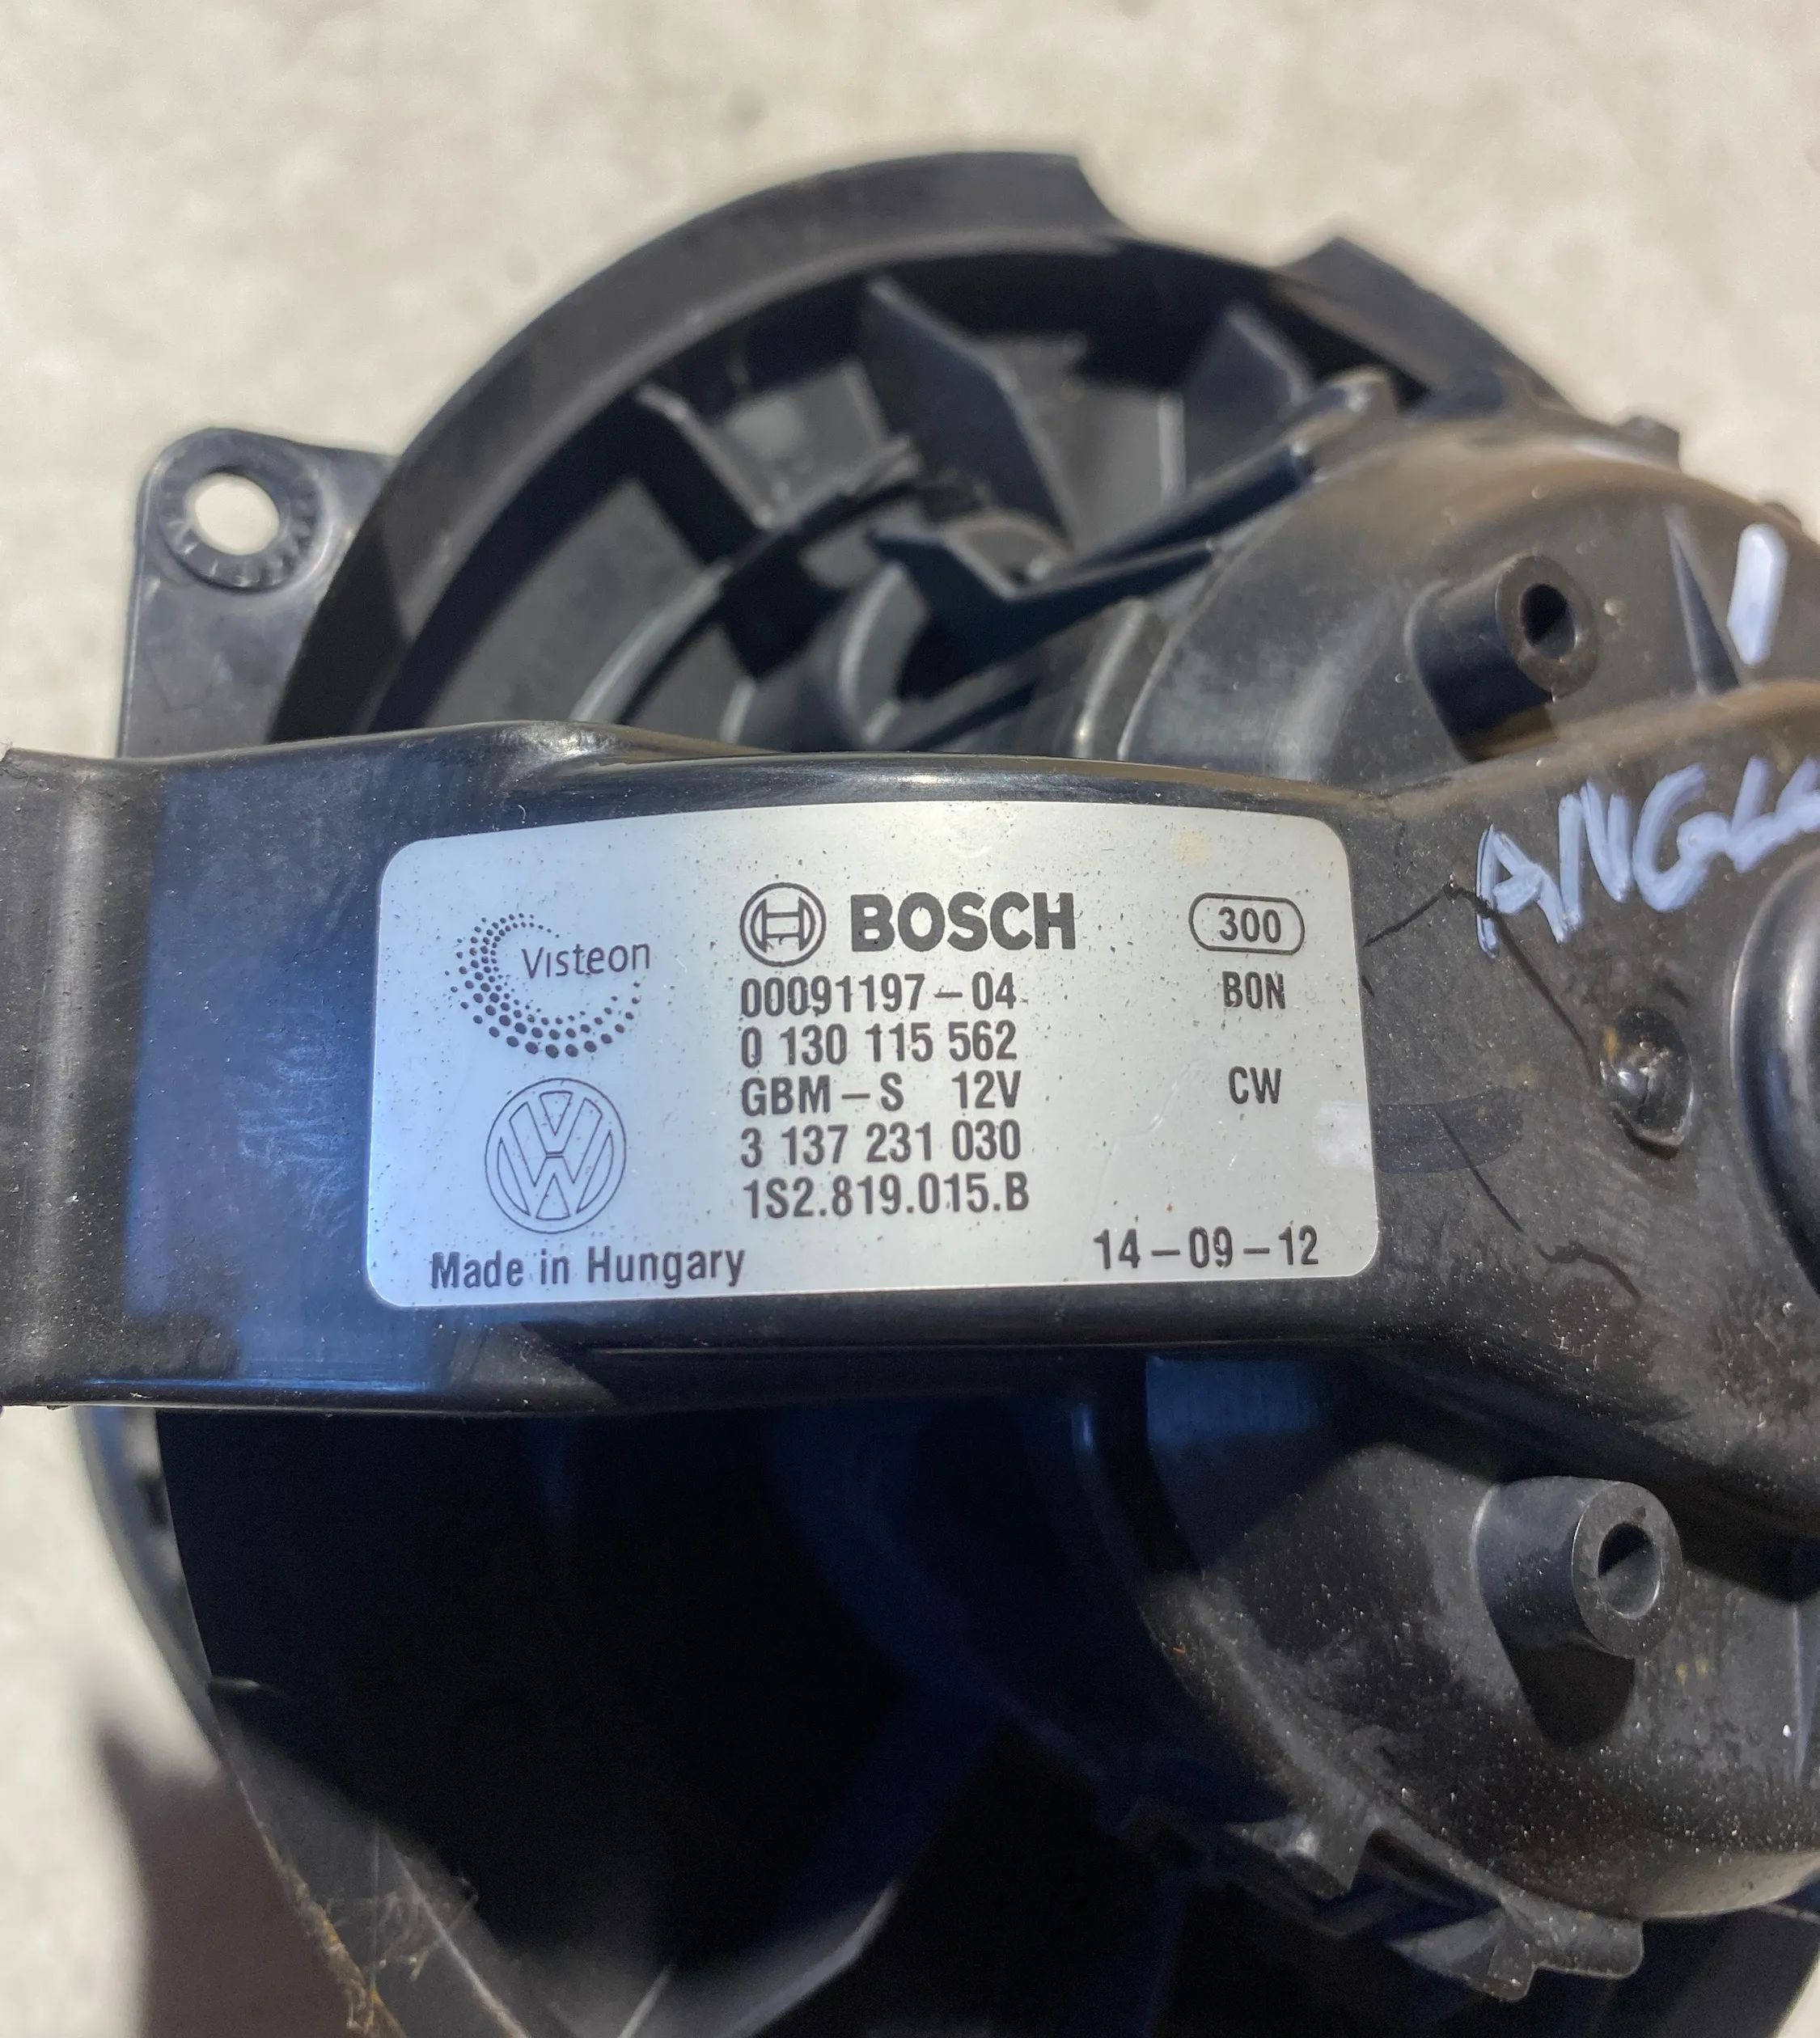 ANGL
Visteon
BOSCH
300
00091197-04
BON
0 130 115 562
GBM-S 12V
CW
3 137 231 030
1S2.819.015.B
Made in Hungary
14-09-12